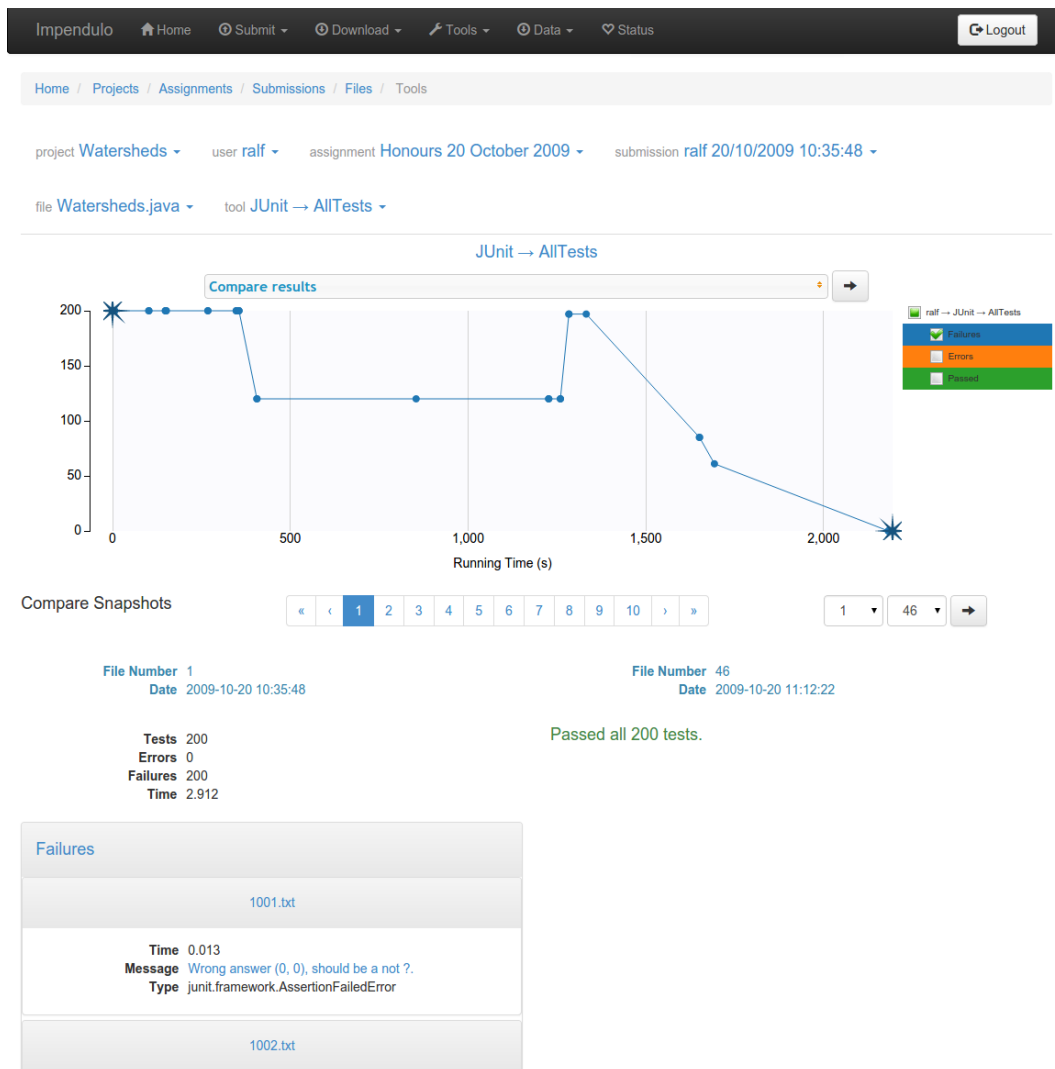 Impendulo Home Submit Download Tools Data Status Logout
Home / Projects / Assignments / Submissions / Files / Tools
project Watersheds user ralf assignment Honours 20 October 2009 submission ralf 20/10/2009 10:35:48
file Watersheds.java tool JUnit → AllTests
JUnit → AllTests
Compare results
200
150
100
50
0
0 500 1,000 1,500 2,000
Running Time (s)
ralf → JUnit → AllTests
Failures
Errors
Passed
Compare Snapshots « ‹ 1 2 3 4 5 6 7 8 9 10 › » 1 46
File Number 1
Date 2009-10-20 10:35:48
Tests 200
Errors 0
Failures 200
Time 2.912
File Number 46
Date 2009-10-20 11:12:22
Passed all 200 tests.
Failures
1001.txt
Time 0.013
Message Wrong answer (0, 0), should be a not ?.
Type junit.framework.AssertionFailedError
1002.txt